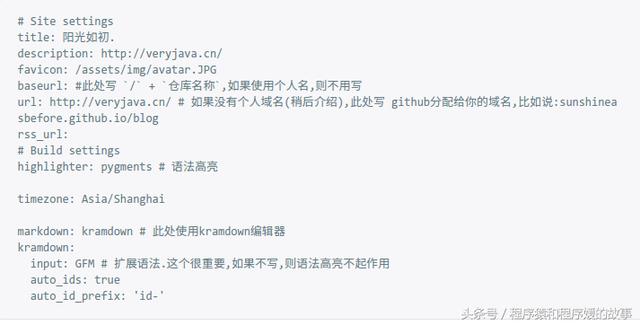 # Site settings
title: 阳光如初.
description: http://veryjava.cn/
favicon: /assets/img/avatar.JPG
baseurl: #此处写 `/` + `仓库名称`,如果使用个人名,则不用写
url: http://veryjava.cn/ # 如果没有个人域名(稍后介绍),此处写 github分配给你的域名,比如说:sunshinea
sbefore.github.io/blog
rss_url:
# Build settings
highlighter: pygments # 语法高亮
timezone: Asia/Shanghai
markdown: kramdown # 此处使用kramdown编辑器
kramdown:
  input: GFM # 扩展语法.这个很重要,如果不写,则语法高亮不起作用
  auto_ids: true
  auto_id_prefix: 'id-'
头条号 / 程序猿和程序媛的故事